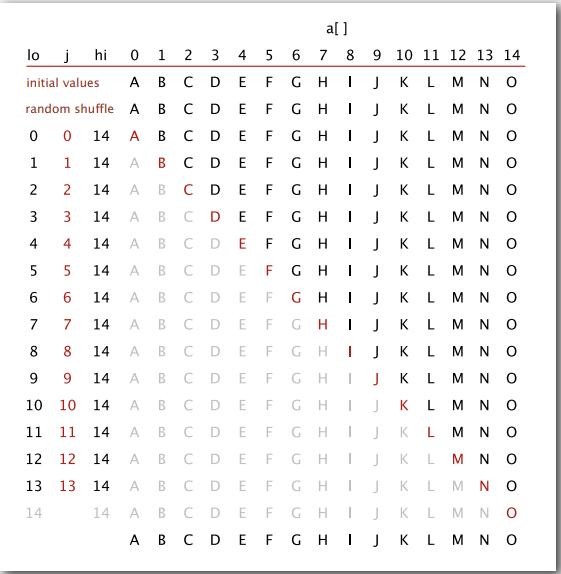 a[ ]
lo j hi 0 1 2 3 4 5 6 7 8 9 10 11 12 13 14
initial values A B C D E F G H I J K L M N O
random shuffle A B C D E F G H I J K L M N O
0 0 14 A B C D E F G H I J K L M N O
1 1 14 A B C D E F G H I J K L M N O
2 2 14 A B C D E F G H I J K L M N O
3 3 14 A B C D E F G H I J K L M N O
4 4 14 A B C D E F G H I J K L M N O
5 5 14 A B C D E F G H I J K L M N O
6 6 14 A B C D E F G H I J K L M N O
7 7 14 A B C D E F G H I J K L M N O
8 8 14 A B C D E F G H I J K L M N O
9 9 14 A B C D E F G H I J K L M N O
10 10 14 A B C D E F G H I J K L M N O
11 11 14 A B C D E F G H I J K L M N O
12 12 14 A B C D E F G H I J K L M N O
13 13 14 A B C D E F G H I J K L M N O
14 14 A B C D E F G H I J K L M N O
A B C D E F G H I J K L M N O